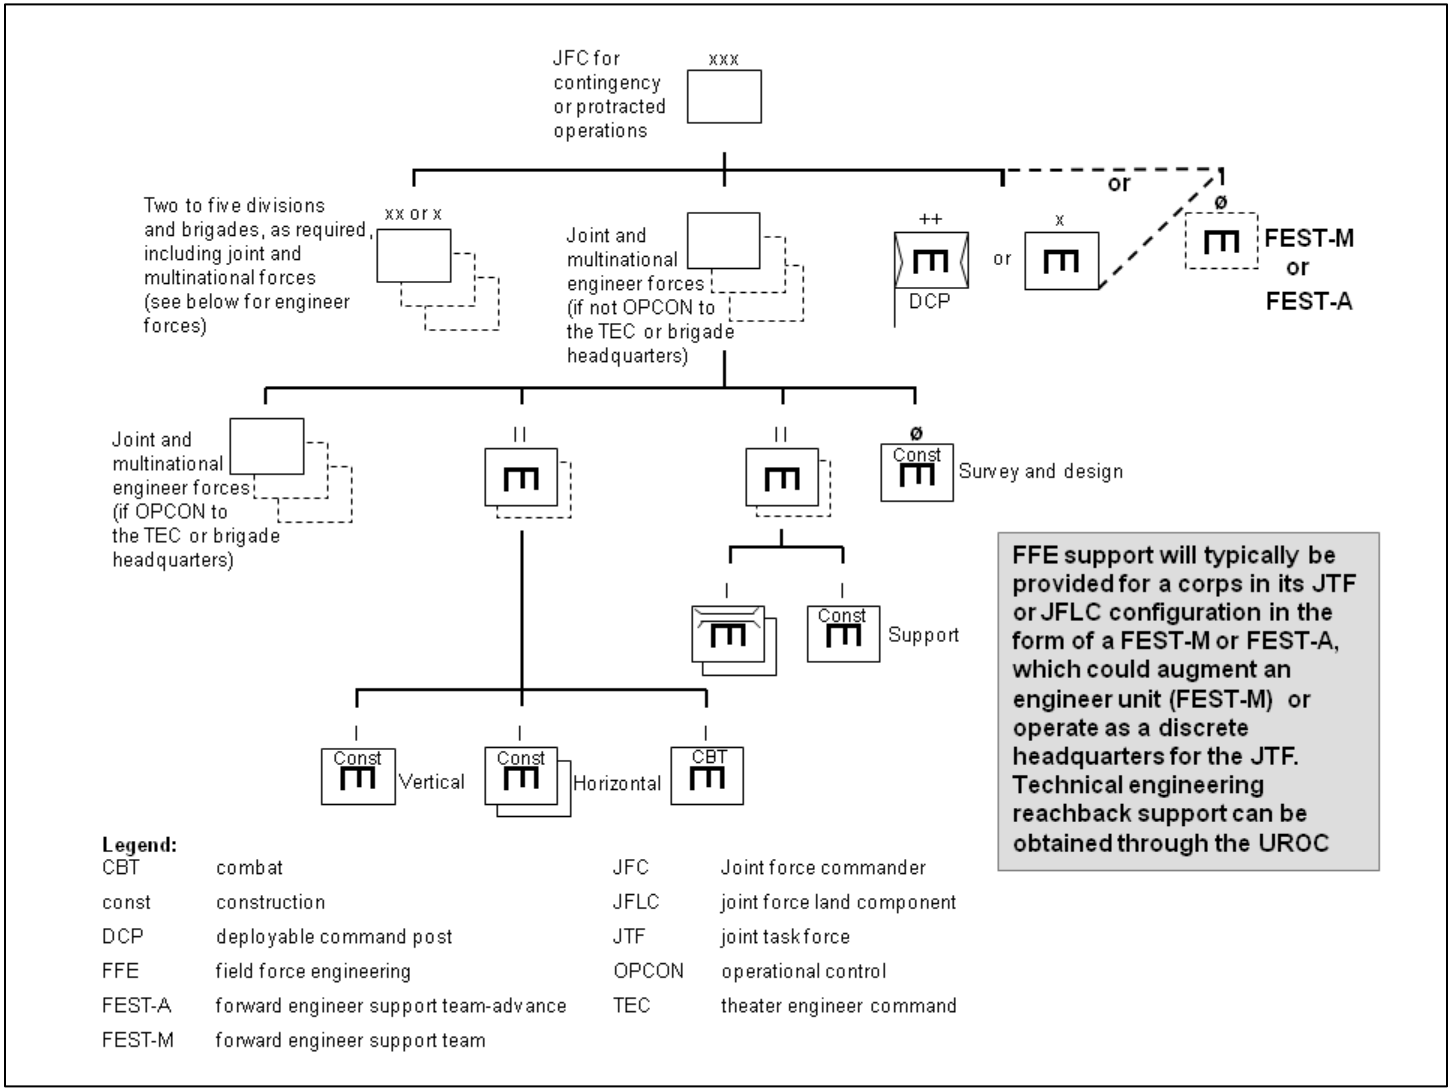 JFC for
contingency
or protracted
operations
xxx
or
Two to five divisions
and brigades, as required,
including joint and
multinational forces
(see below for engineer
forces)
xx or x
Joint and
multinational
engineer forces
(if not OPCON to
the TEC or brigade
headquarters)
++
DCP
or
x
ø
FEST-M
or
FEST-A
Joint and
multinational
engineer forces
(if OPCON to
the TEC or brigade
headquarters)
||
||
ø
Const
Survey and design
|
|
Const
Support
|
Const
Vertical
|
Const
Horizontal
|
CBT
FFE support will typically be
provided for a corps in its JTF
or JFLC configuration in the
form of a FEST-M or FEST-A,
which could augment an
engineer unit (FEST-M) or
operate as a discrete
headquarters for the JTF.
Technical engineering
reachback support can be
obtained through the UROC
Legend:
CBT combat
const construction
DCP deployable command post
FFE field force engineering
FEST-A forward engineer support team-advance
FEST-M forward engineer support team
JFC Joint force commander
JFLC joint force land component
JTF joint task force
OPCON operational control
TEC theater engineer command